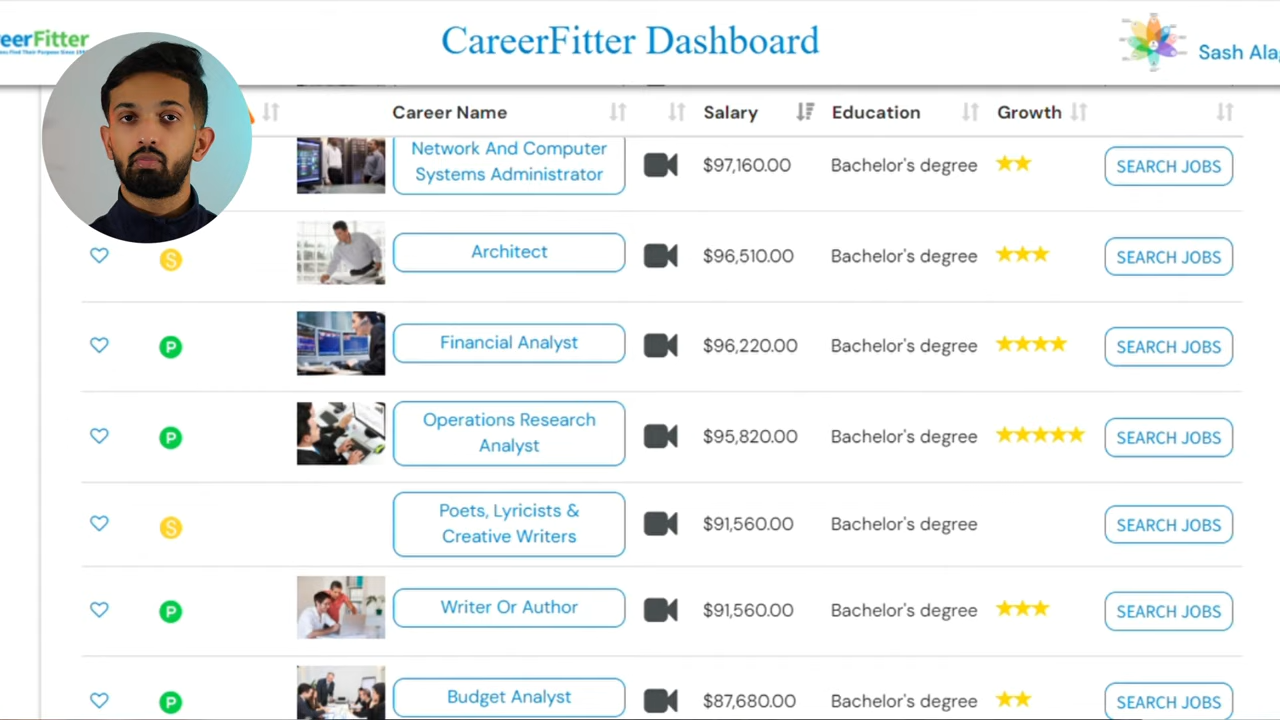 CareerFitter Dashboard
eerFitter
Sash Ala
Career Name
Salary
Education
Growth
Network And Computer
Systems Administrator
$97,160.00
Bachelor's degree
SEARCH JOBS
S
Architect
$96,510.00
Bachelor's degree
SEARCH JOBS
P
Financial Analyst
$96,220.00
Bachelor's degree
SEARCH JOBS
P
Operations Research
Analyst
$95,820.00
Bachelor's degree
SEARCH JOBS
S
Poets, Lyricists &
Creative Writers
$91,560.00
Bachelor's degree
SEARCH JOBS
P
Writer Or Author
$91,560.00
Bachelor's degree
SEARCH JOBS
P
Budget Analyst
$87,680.00
Bachelor's degree
SEARCH JOBS